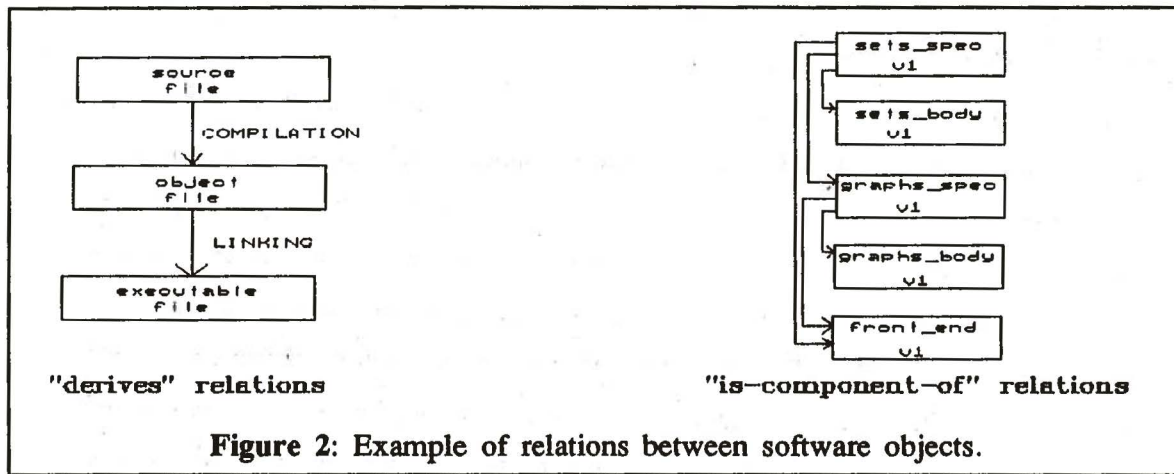 source
file
COMPILATION
object
file
LINKING
executable
file
"derives" relations
sets_spec
v1
sets_body
v1
graphs_spec
v1
graphs_body
v1
front_end
v1
"is-component-of" relations
Figure 2: Example of relations between software objects.